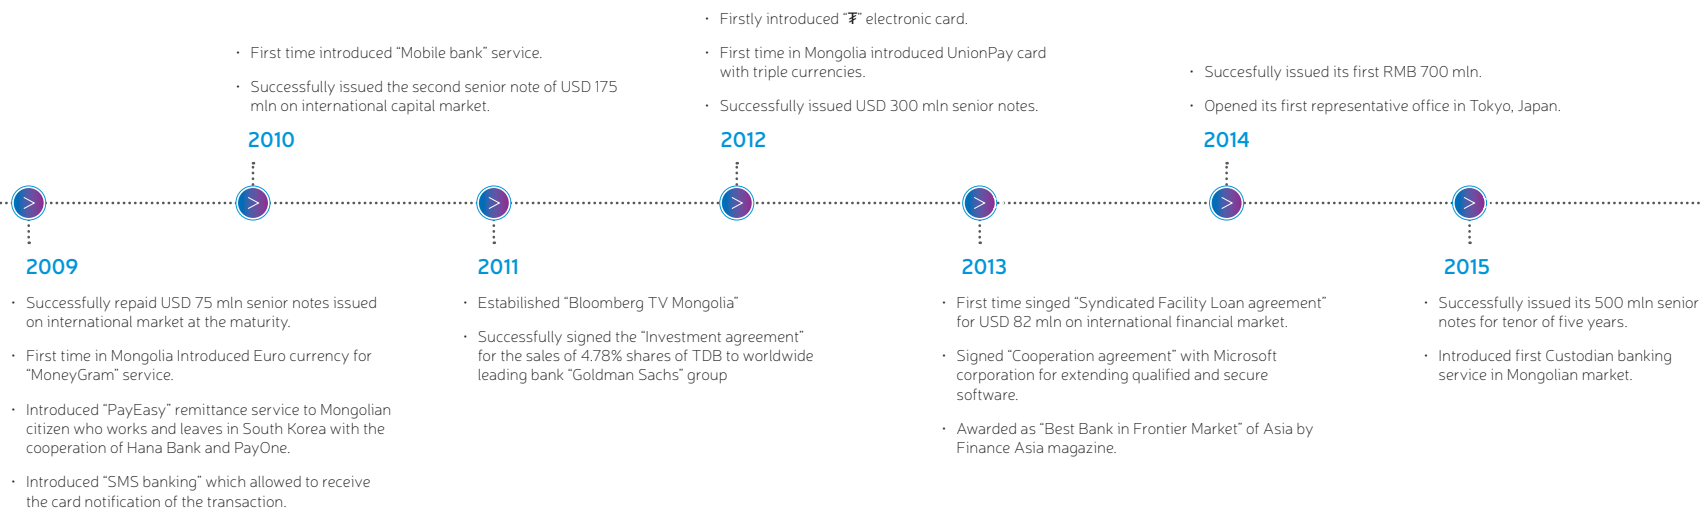 · First time introduced “Mobile bank” service.
· Successfully issued the second senior note of USD 175
mln on international capital market.
2010
· Firstly introduced “₮” electronic card.
· First time in Mongolia introduced UnionPay card
with triple currencies.
· Successfully issued USD 300 mln senior notes.
2012
· Succesfully issued its first RMB 700 mln.
· Opened its first representative office in Tokyo, Japan.
2014
2009
· Successfully repaid USD 75 mln senior notes issued
on international market at the maturity.
· First time in Mongolia Introduced Euro currency for
“MoneyGram” service.
· Introduced “PayEasy” remittance service to Mongolian
citizen who works and leaves in South Korea with the
cooperation of Hana Bank and PayOne.
· Introduced “SMS banking” which allowed to receive
the card notification of the transaction.
2011
· Estabilished “Bloomberg TV Mongolia”
· Successfully signed the “Investment agreement”
for the sales of 4.78% shares of TDB to worldwide
leading bank “Goldman Sachs” group
2013
· First time singed “Syndicated Facility Loan agreement”
for USD 82 mln on international financial market.
· Signed “Cooperation agreement” with Microsoft
corporation for extending qualified and secure
software.
· Awarded as “Best Bank in Frontier Market” of Asia by
Finance Asia magazine.
2015
· Successfully issued its 500 mln senior
notes for tenor of five years.
· Introduced first Custodian banking
service in Mongolian market.